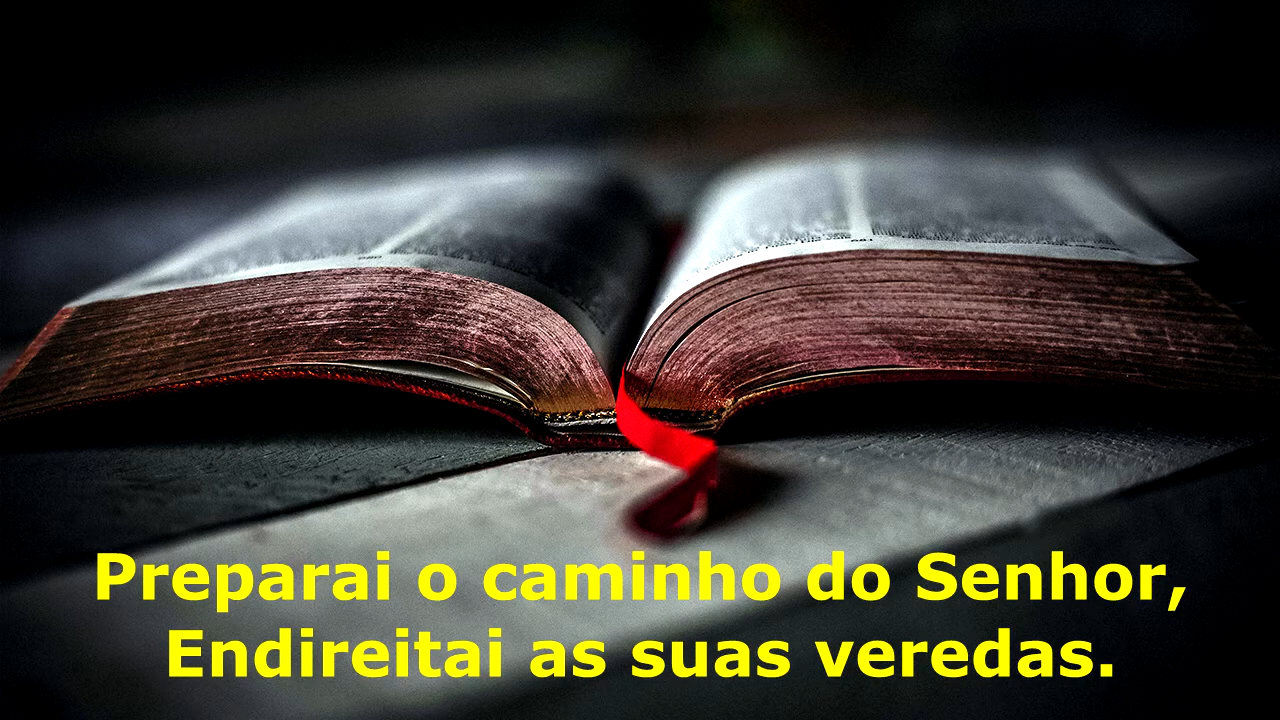 Preparai o caminho do Senhor,
Endireitai as suas veredas.